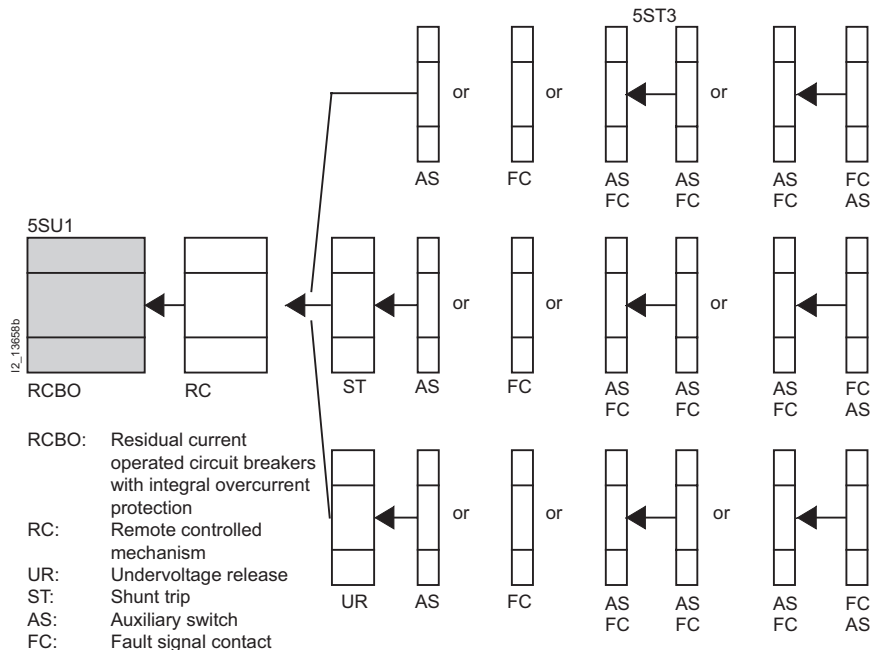 5ST3
or or or
AS FC AS AS AS FC
FC FC FC AS
5SU1
or or or
I2_13658b
RCBO RC ST AS FC AS AS AS FC
FC FC FC AS
RCBO: Residual current
operated circuit breakers
with integral overcurrent
protection
RC: Remote controlled
mechanism
UR: Undervoltage release
ST: Shunt trip
AS: Auxiliary switch
FC: Fault signal contact
or or or
UR AS FC AS AS AS FC
FC FC FC AS